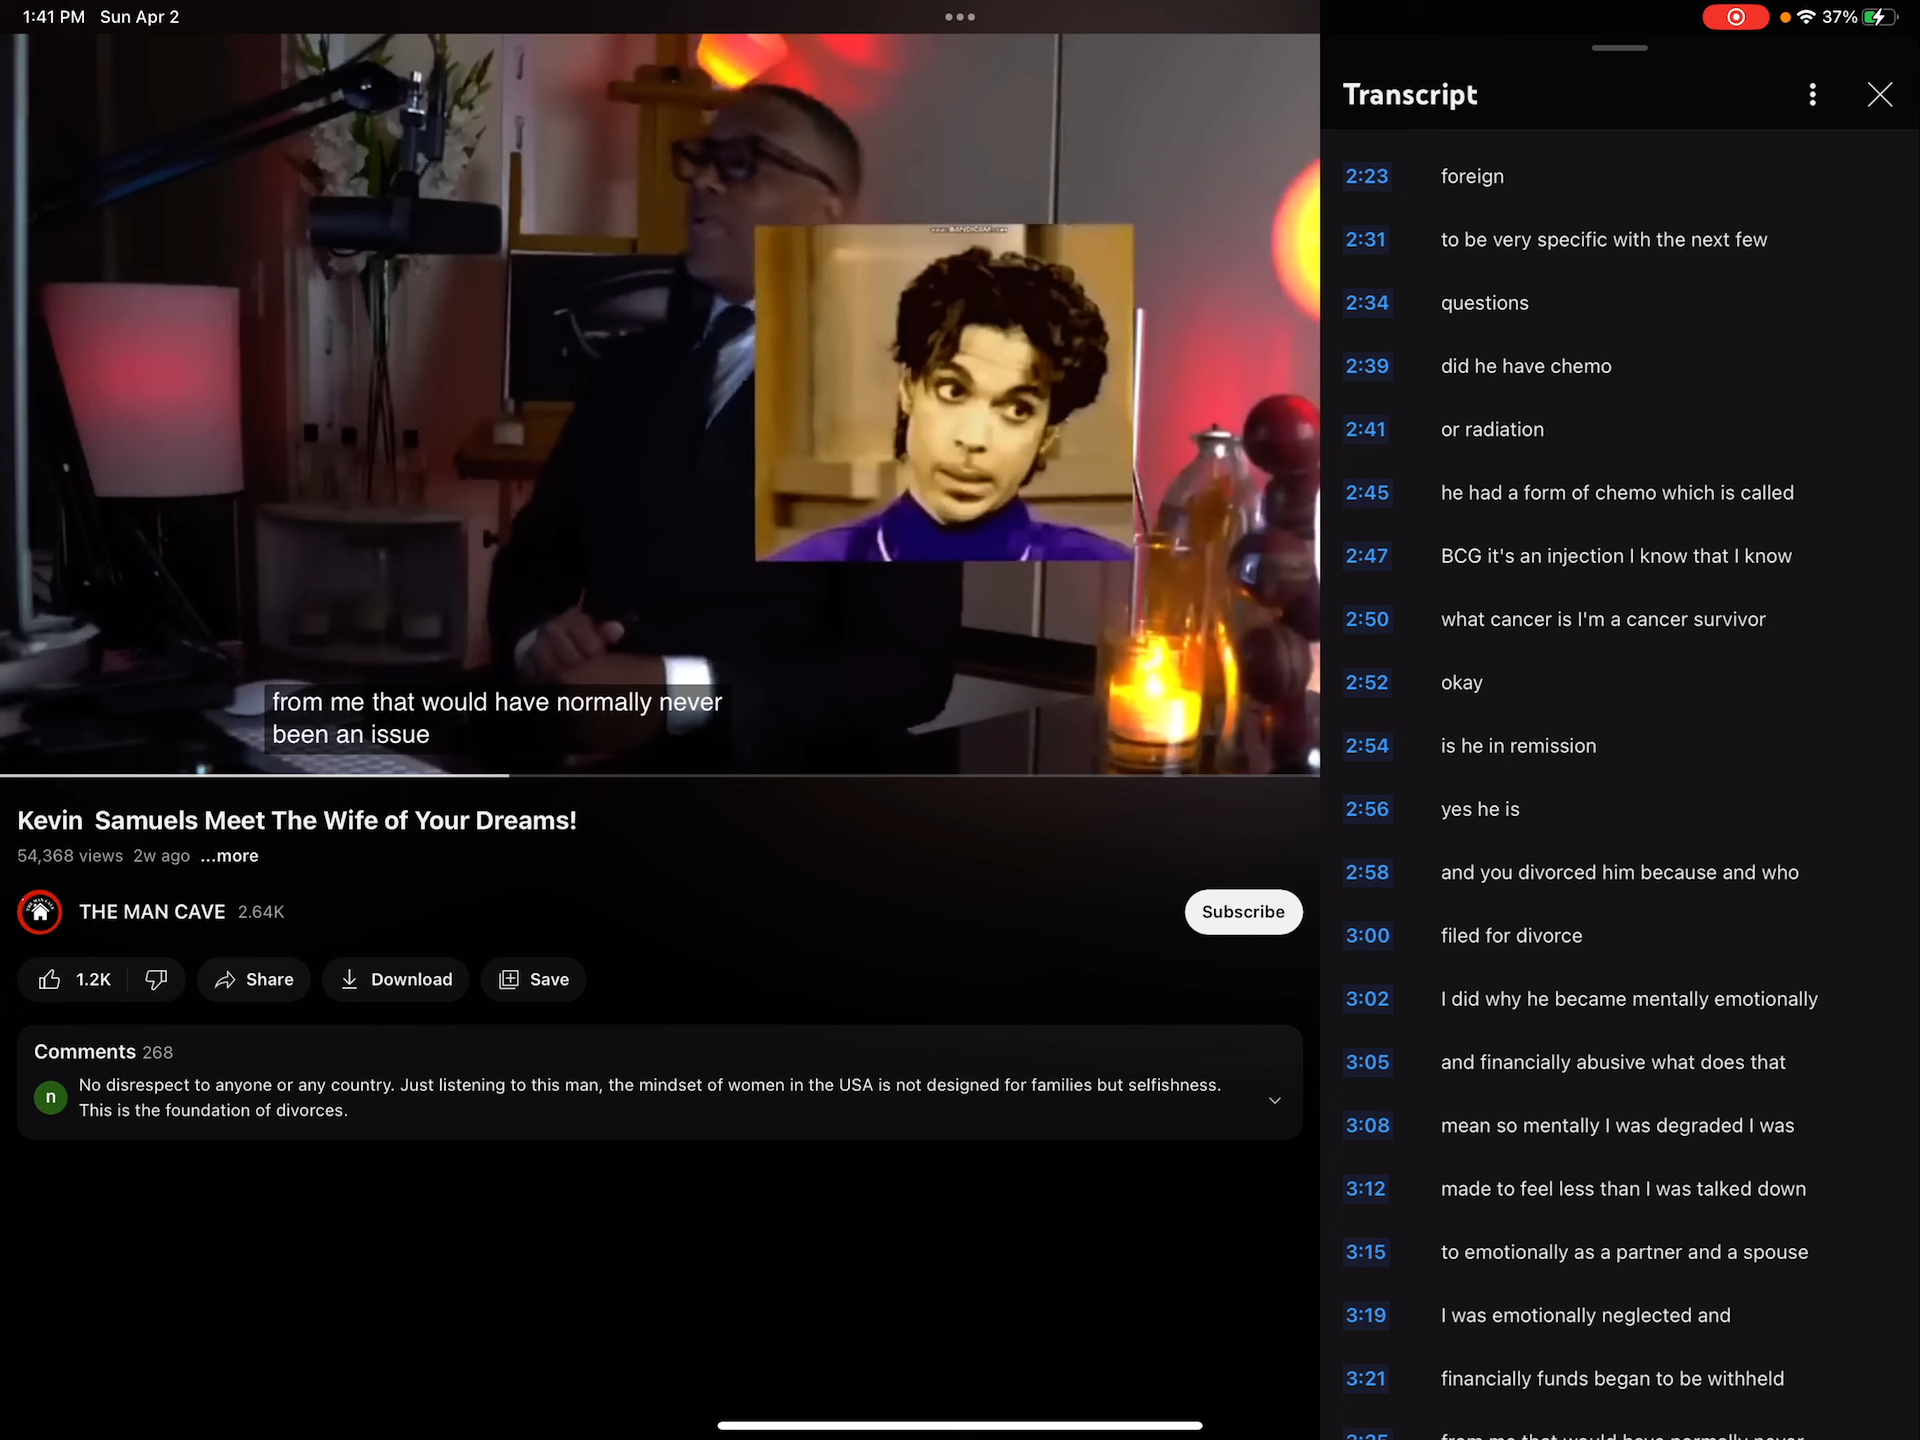 1:41 PM Sun Apr 2
37%
BANDICAM
from me that would have normally never
been an issue
Kevin Samuels Meet The Wife of Your Dreams!
54,368 views 2w ago ...more
THE MAN CAVE 2.64K
Subscribe
1.2K
Share
Download
Save
Comments 268
n
No disrespect to anyone or any country. Just listening to this man, the mindset of women in the USA is not designed for families but selfishness.
This is the foundation of divorces.
Transcript
2:23 foreign
2:31 to be very specific with the next few
2:34 questions
2:39 did he have chemo
2:41 or radiation
2:45 he had a form of chemo which is called
2:47 BCG it's an injection I know that I know
2:50 what cancer is I'm a cancer survivor
2:52 okay
2:54 is he in remission
2:56 yes he is
2:58 and you divorced him because and who
3:00 filed for divorce
3:02 I did why he became mentally emotionally
3:05 and financially abusive what does that
3:08 mean so mentally I was degraded I was
3:12 made to feel less than I was talked down
3:15 to emotionally as a partner and a spouse
3:19 I was emotionally neglected and
3:21 financially funds began to be withheld
3:25 from me that would have normally never